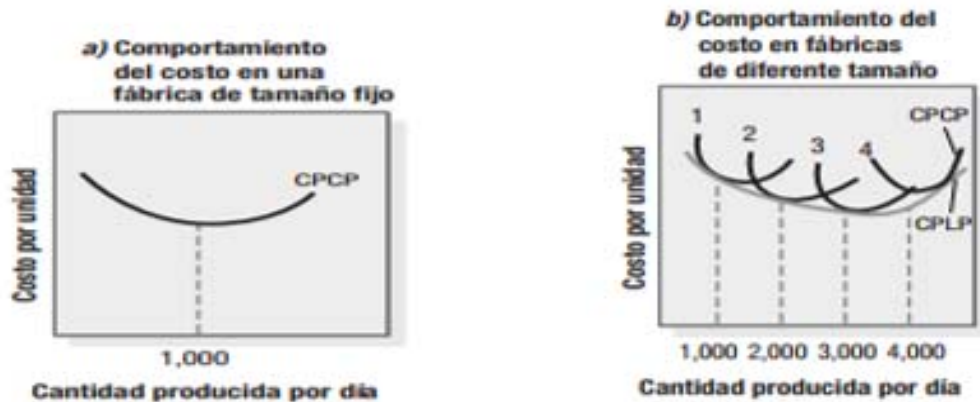 a) Comportamiento
del costo en una
fábrica de tamaño fijo
Costo por unidad
CPCP
1,000
Cantidad producida por día
b) Comportamiento del
costo en fábricas
de diferente tamaño
Costo por unidad
1 2 3 4 CPCP
CPLP
1,000 2,000 3,000 4,000
Cantidad producida por día